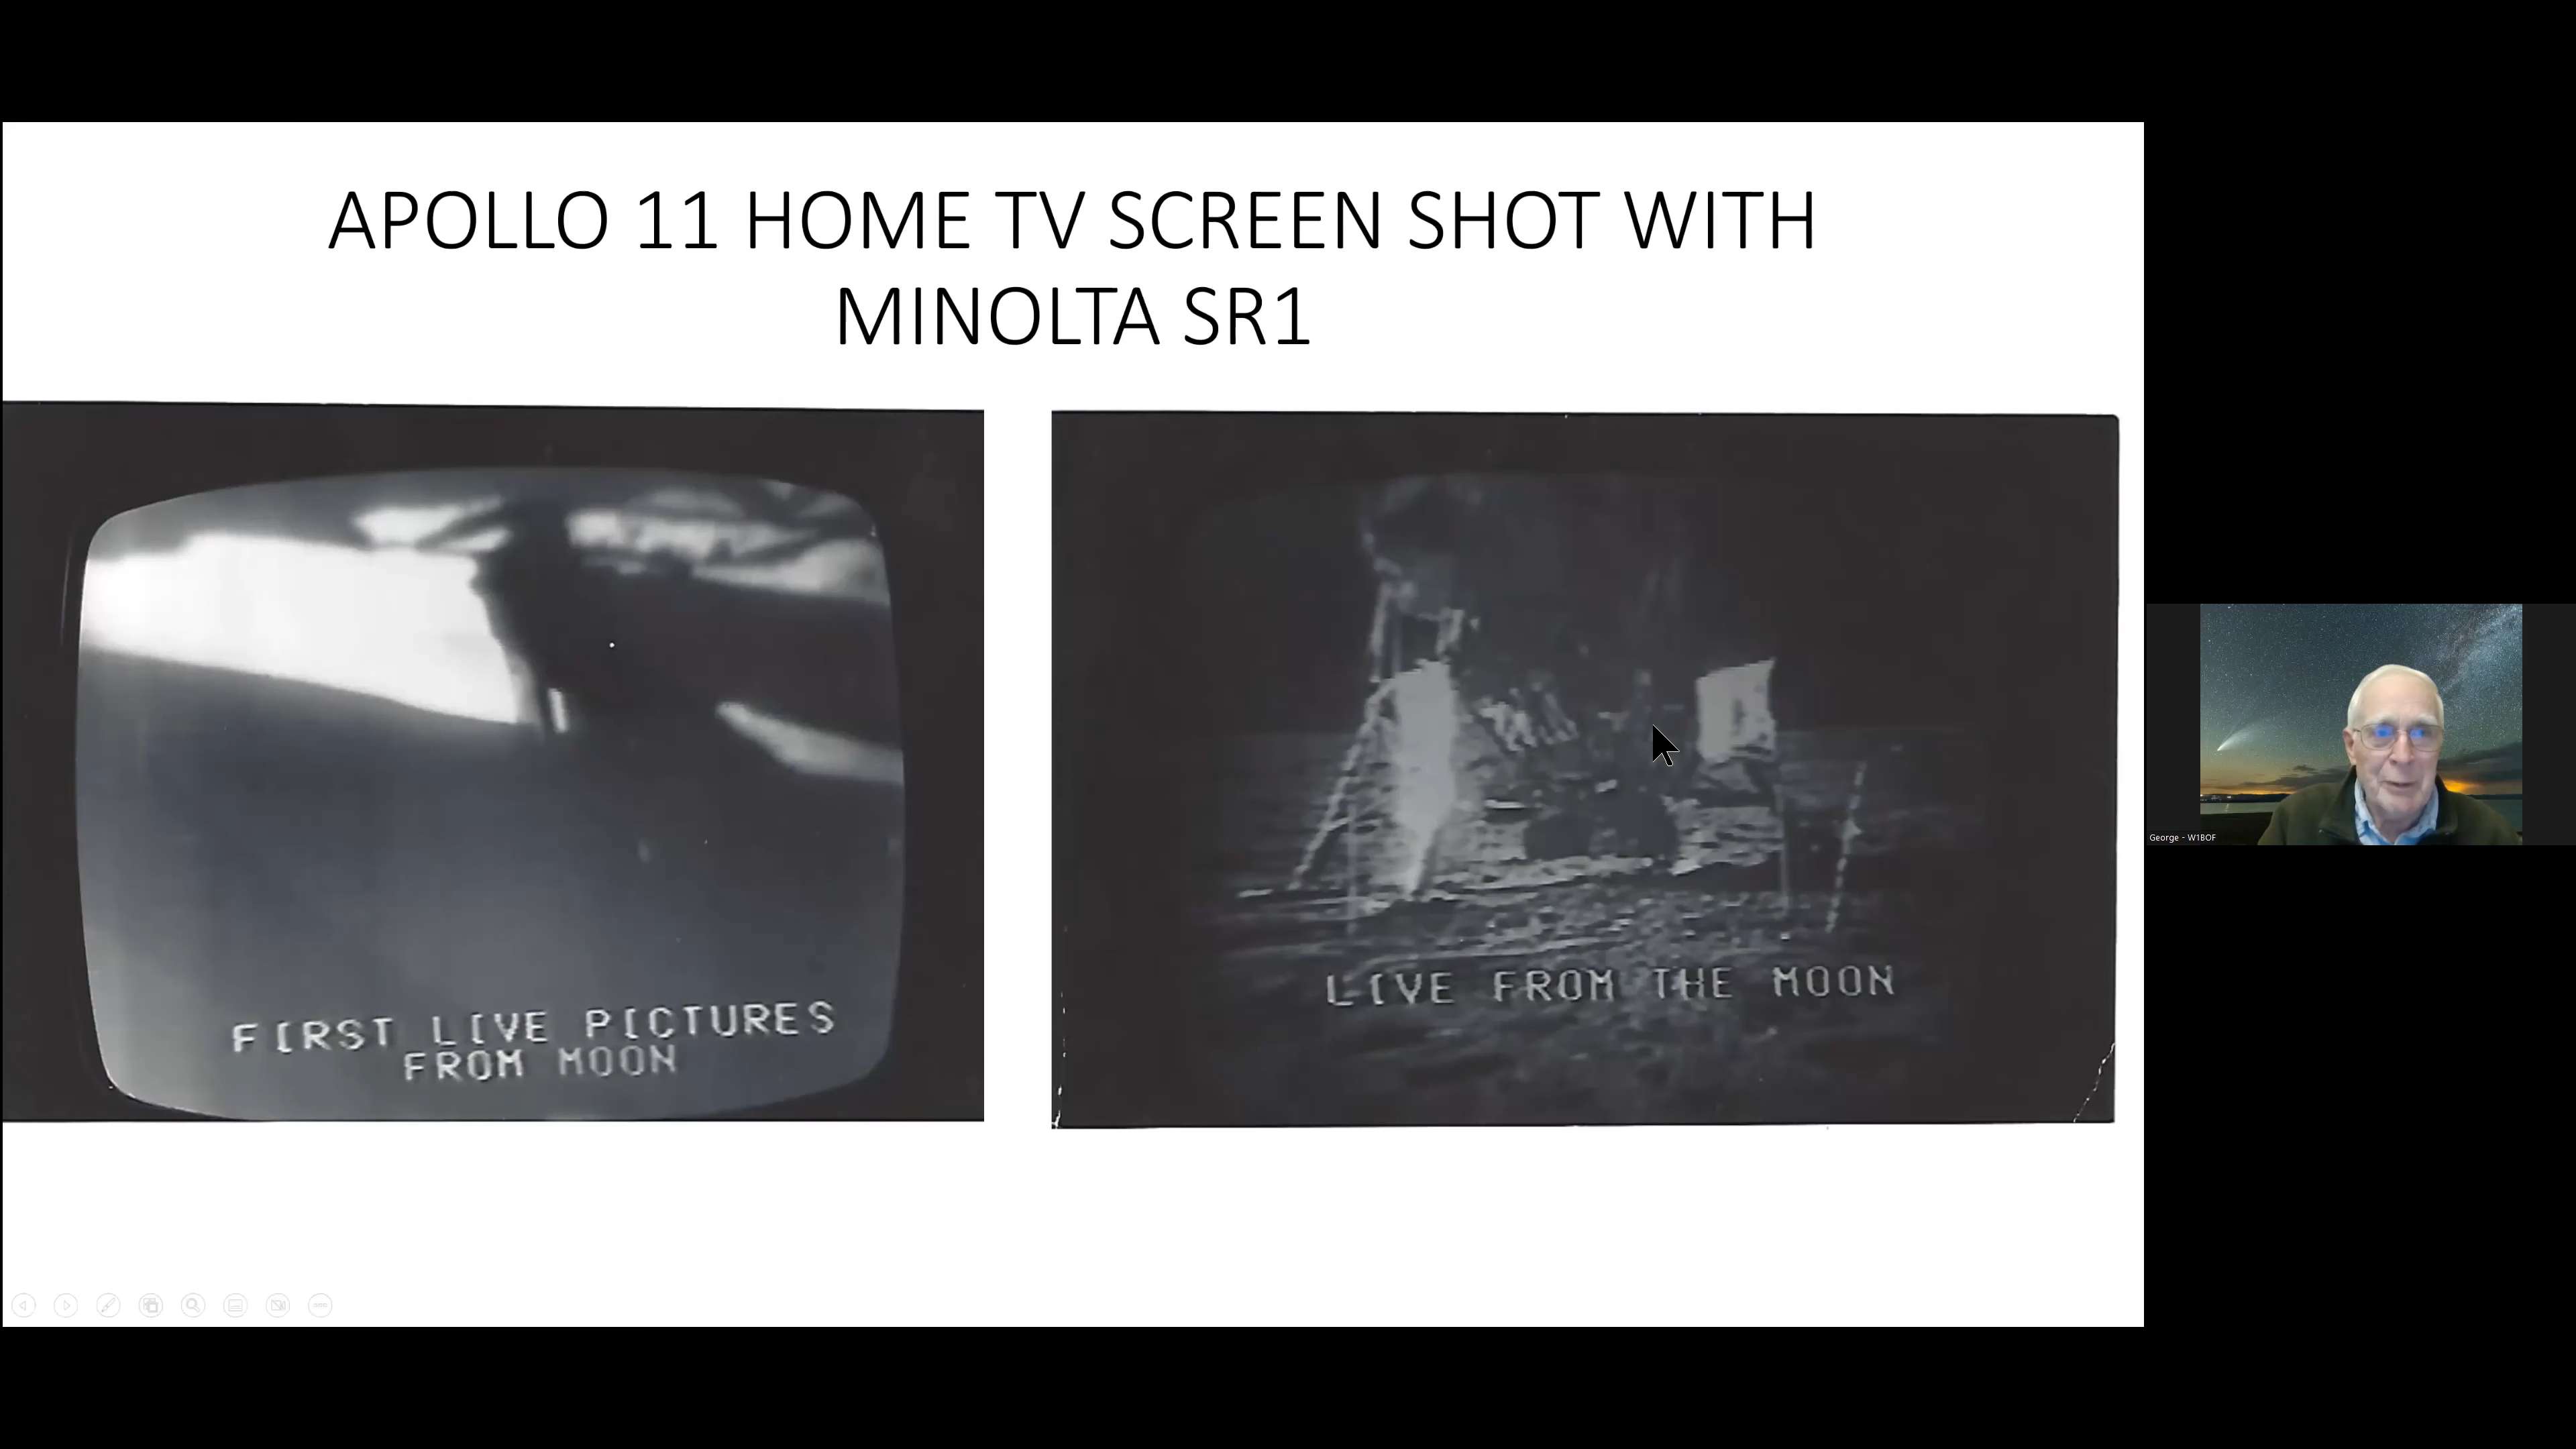 APOLLO 11 HOME TV SCREEN SHOT WITH
MINOLTA SR1
FIRST LIVE PICTURES
FROM MOON
LIVE FROM THE MOON
George - W1BOF